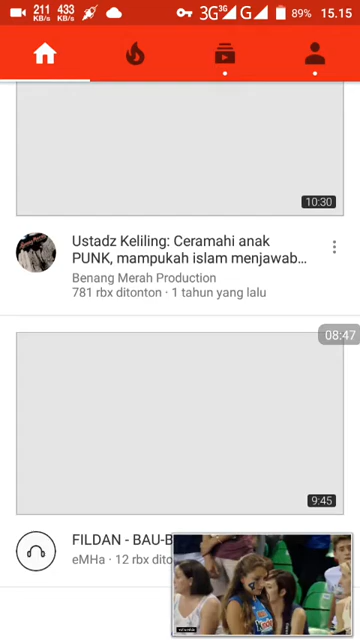 211 KB/s 433 KB/s 3G 3G G 89% 15.15
10:30
Ustadz Keliling: Ceramahi anak
PUNK, mampukah islam menjawab...
Benang Merah Production
781 rbx ditonton · 1 tahun yang lalu
08:47
9:45
FILDAN - BAU-B
eMHa · 12 rbx dito